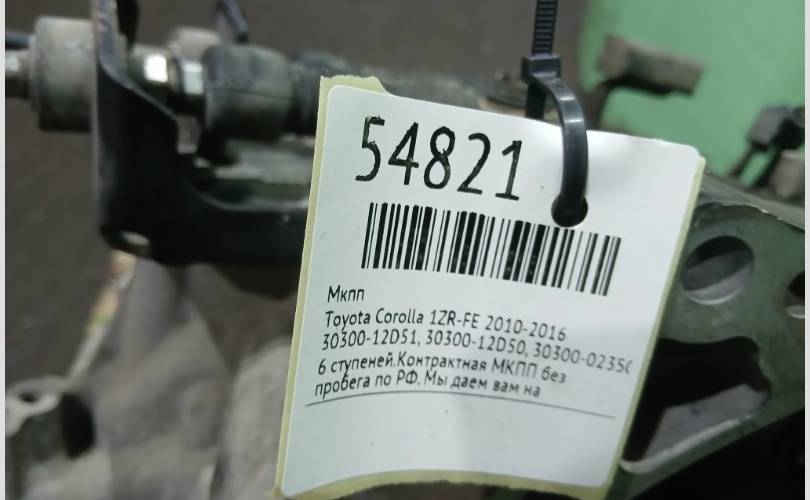 54821
Мкпп
Toyota Corolla 1ZR-FE 2010-2016
30300-12D51, 30300-12D50, 30300-0235
6 ступеней.Контрактная МКПП без
пробега по РФ. Мы даем вам на